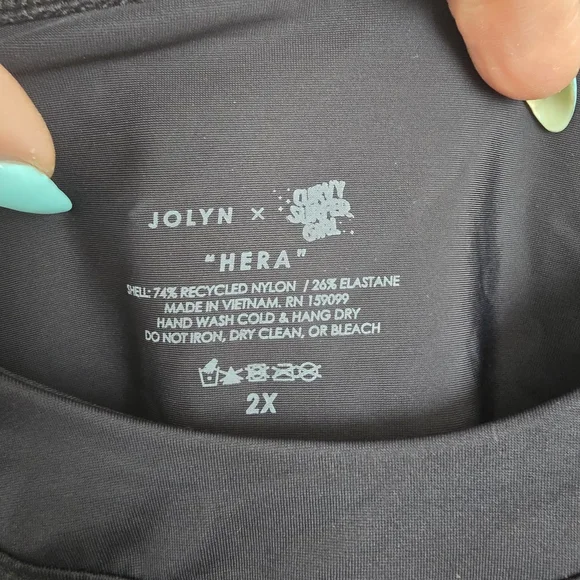 JOLYN × CURVY
SURFER
GIRL
"HERA"
SHELL: 74% RECYCLED NYLON / 26% ELASTANE
MADE IN VIETNAM. RN 159099
HAND WASH COLD & HANG DRY
DO NOT IRON, DRY CLEAN, OR BLEACH
2X